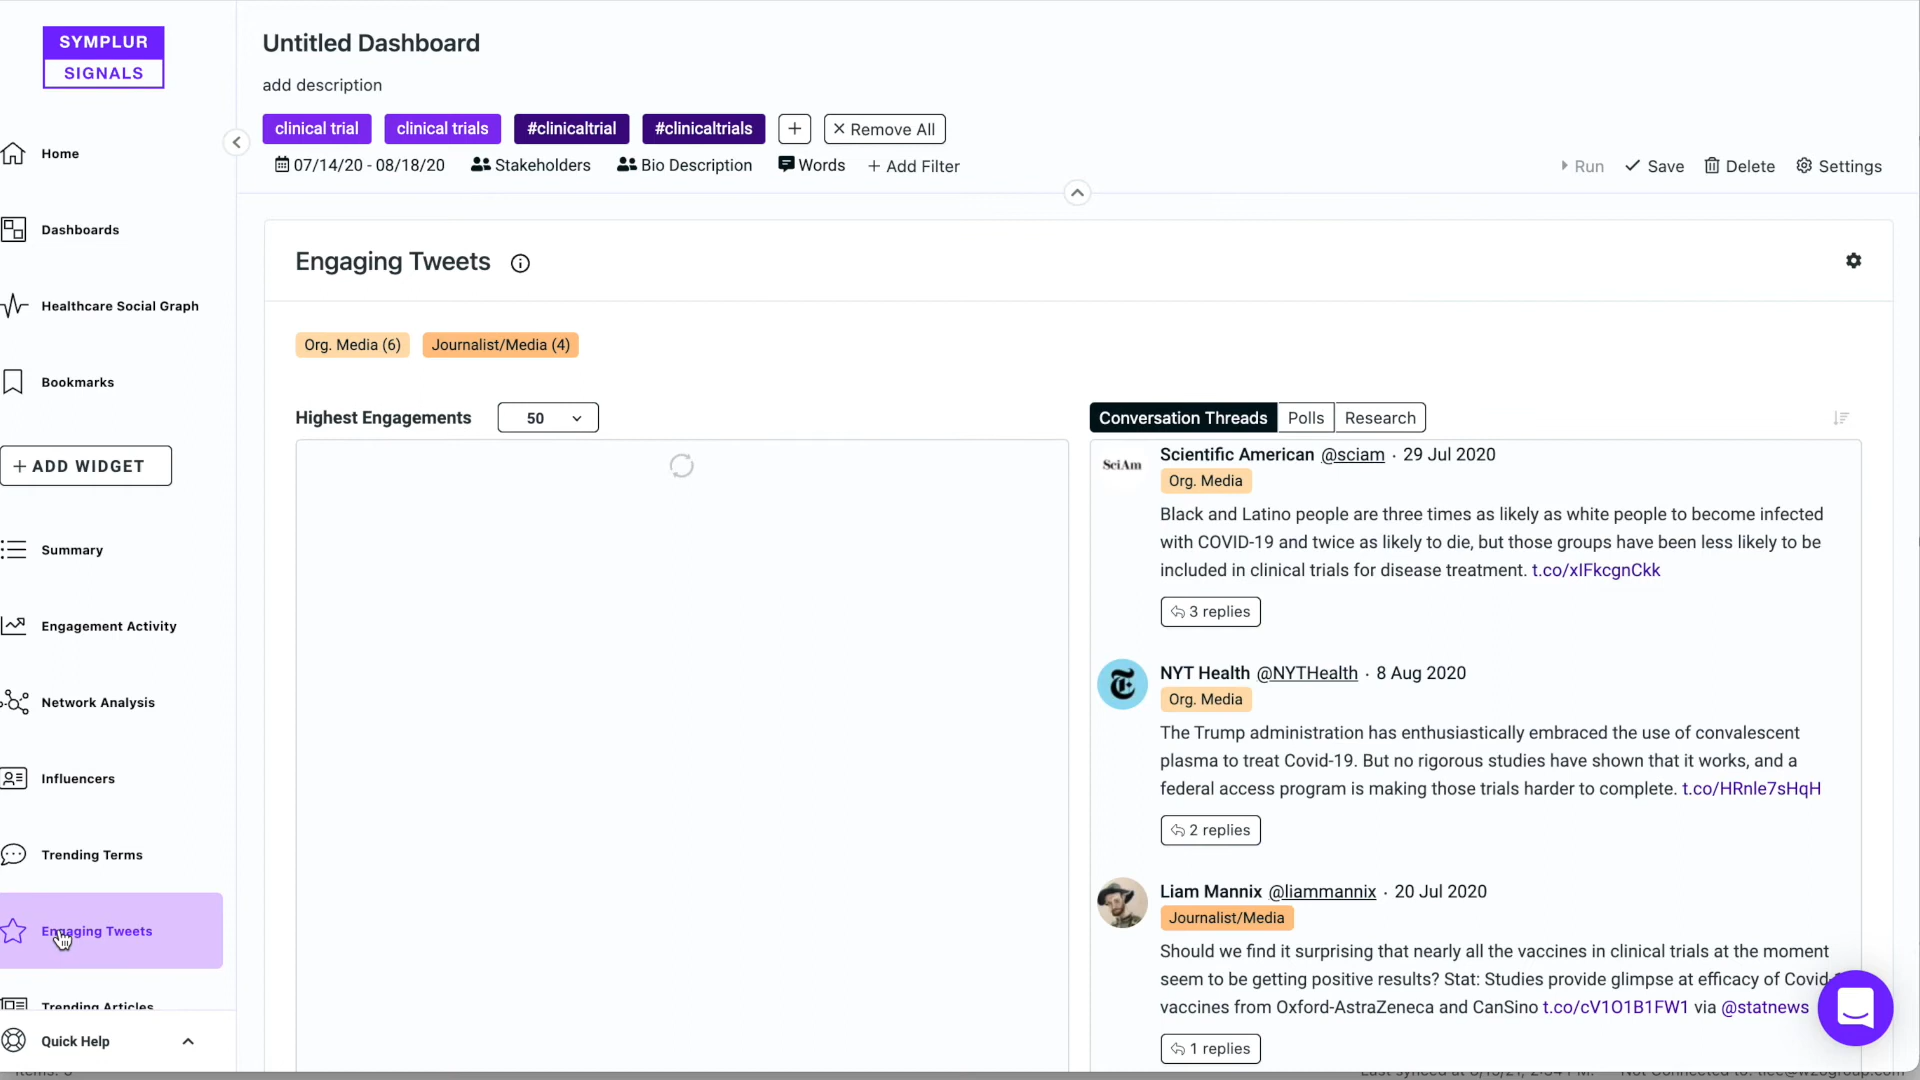 SYMPLUR
SIGNALS
Untitled Dashboard
add description
clinical trial
clinical trials
#clinicaltrial
#clinicaltrials
+
× Remove All
07/14/20 - 08/18/20
Stakeholders
Bio Description
Words
+ Add Filter
Run
Save
Delete
Settings
Home
Dashboards
Healthcare Social Graph
Bookmarks
+ ADD WIDGET
Summary
Engagement Activity
Network Analysis
Influencers
Trending Terms
Engaging Tweets
Trending Articles
Quick Help
Engaging Tweets
Org. Media (6)
Journalist/Media (4)
Highest Engagements
50
Conversation Threads
Polls
Research
SciAm
Scientific American @sciam · 29 Jul 2020
Org. Media
Black and Latino people are three times as likely as white people to become infected
with COVID-19 and twice as likely to die, but those groups have been less likely to be
included in clinical trials for disease treatment. t.co/xIFkcgnCkk
3 replies
NYT Health @NYTHealth · 8 Aug 2020
Org. Media
The Trump administration has enthusiastically embraced the use of convalescent
plasma to treat Covid-19. But no rigorous studies have shown that it works, and a
federal access program is making those trials harder to complete. t.co/HRnle7sHqH
2 replies
Liam Mannix @liammannix · 20 Jul 2020
Journalist/Media
Should we find it surprising that nearly all the vaccines in clinical trials at the moment
seem to be getting positive results? Stat: Studies provide glimpse at efficacy of Covid-
vaccines from Oxford-AstraZeneca and CanSino t.co/cV1O1B1FW1 via @statnews
1 replies